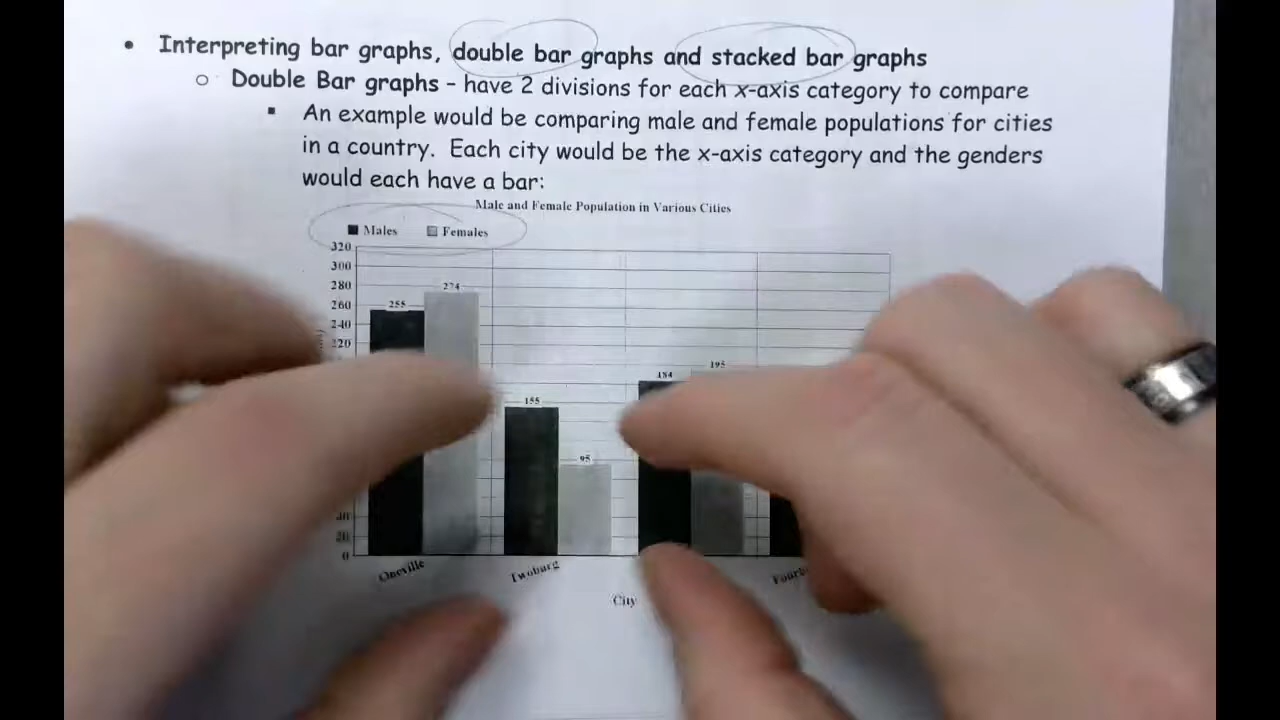 • Interpreting bar graphs, double bar graphs and stacked bar graphs
o Double Bar graphs - have 2 divisions for each x-axis category to compare
▪ An example would be comparing male and female populations for cities
in a country. Each city would be the x-axis category and the genders
would each have a bar:
Male and Female Population in Various Cities
Males Females
320
300
280
274
260
255
240
220
195
184
155
95
40
20
0
Oneville Twoburg
City